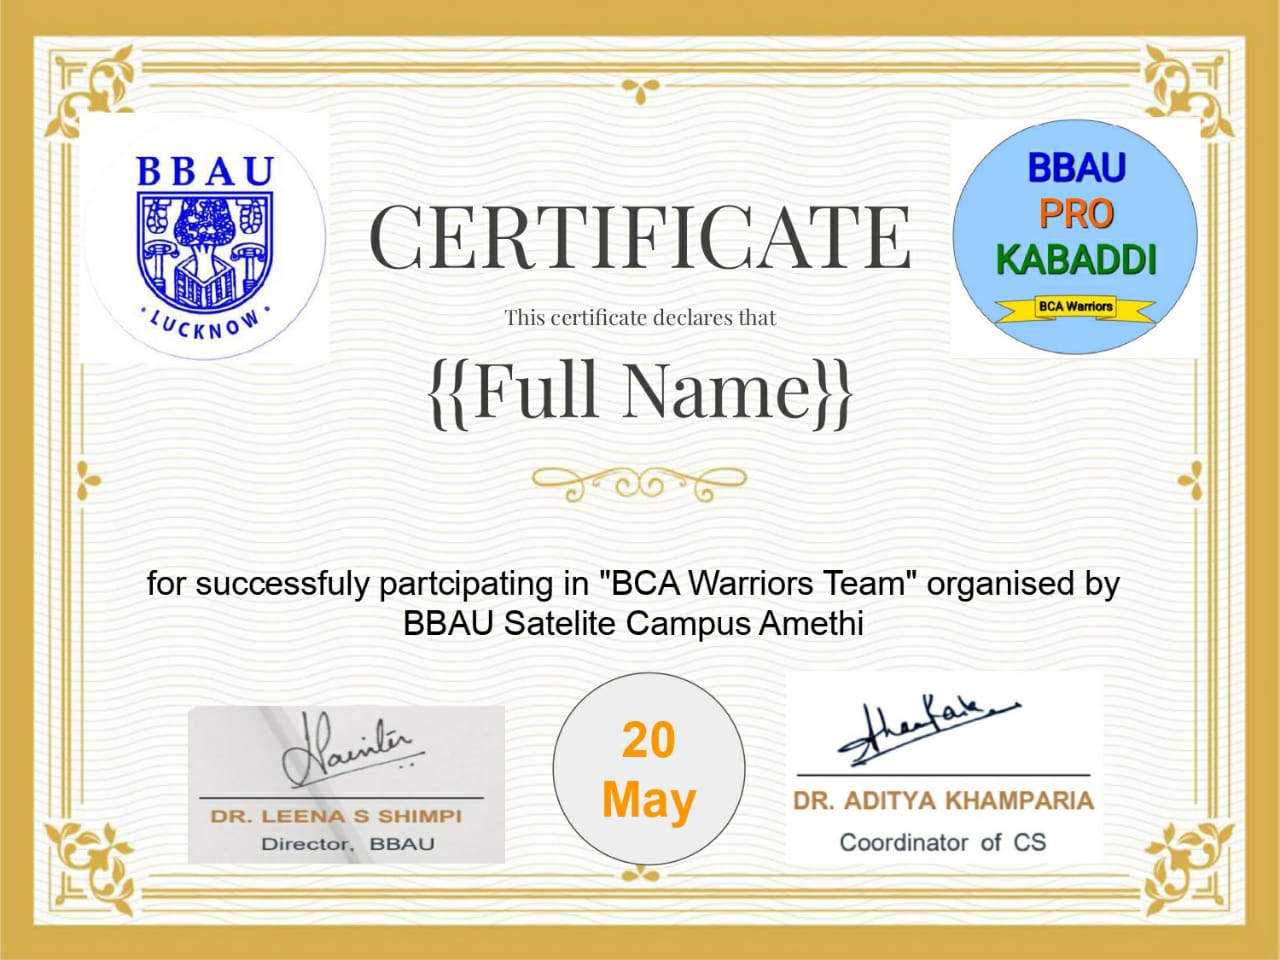 BBAU
LUCKNOW
BBAU
PRO
KABADDI
BCA Warriors
CERTIFICATE
This certificate declares that
{{Full Name}}
for successfuly partcipating in "BCA Warriors Team" organised by
BBAU Satelite Campus Amethi
DR. LEENA S SHIMPI
Director, BBAU
20
May
DR. ADITYA KHAMPARIA
Coordinator of CS